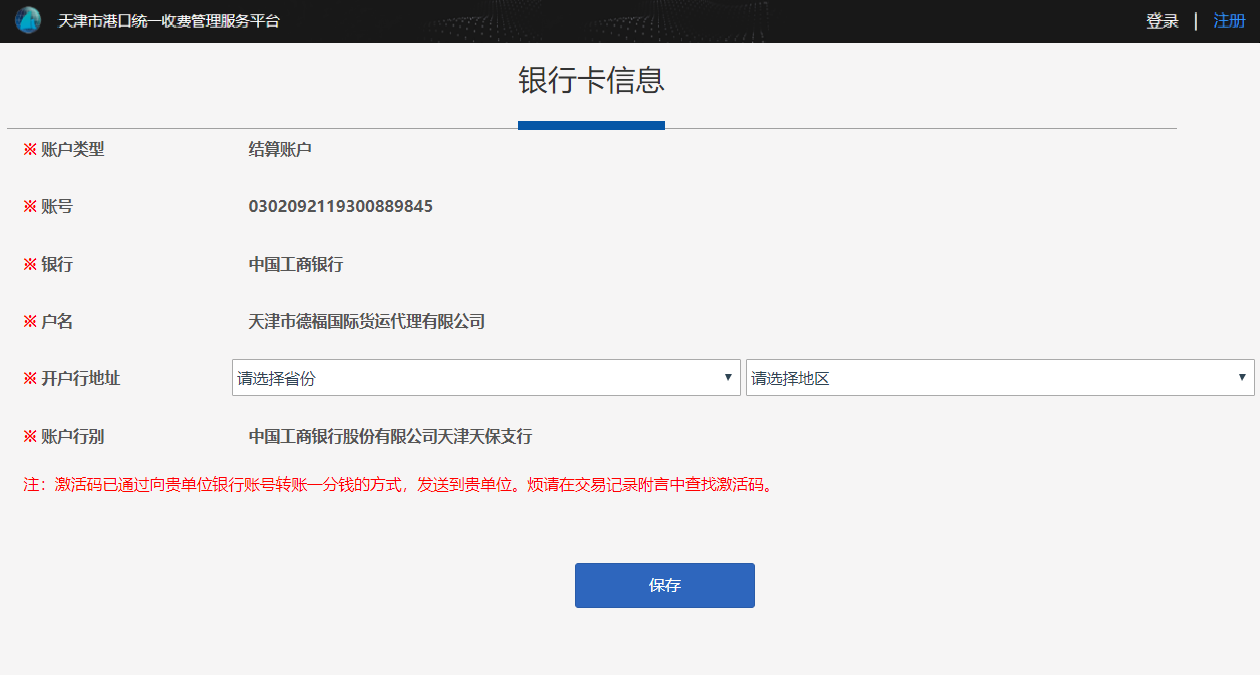 天津市港口统一收费管理服务平台
登录 | 注册
银行卡信息
※ 账户类型 结算账户
※ 账号 0302092119300889845
※ 银行 中国工商银行
※ 户名 天津市德福国际货运代理有限公司
※ 开户行地址 请选择省份 请选择地区
※ 账户行别 中国工商银行股份有限公司天津天保支行
注：激活码已通过向贵单位银行账号转账一分钱的方式，发送到贵单位。烦请在交易记录附言中查找激活码。
保存